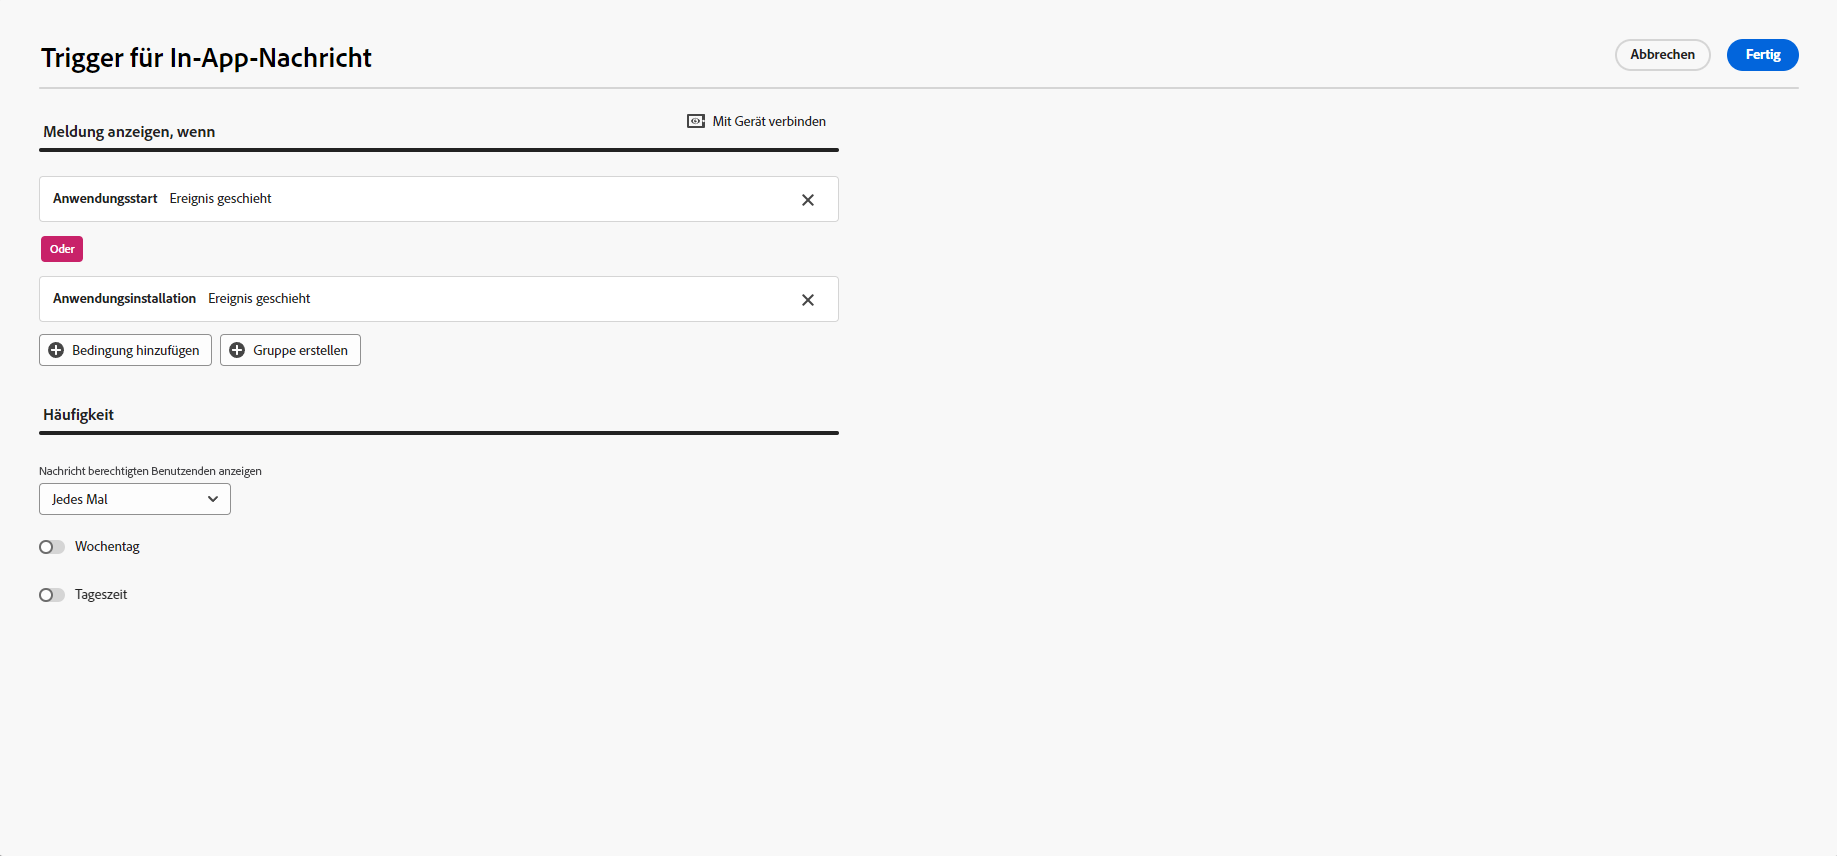 Trigger für In-App-Nachricht
Abbrechen
Fertig
Meldung anzeigen, wenn
Mit Gerät verbinden
Anwendungsstart Ereignis geschieht
Oder
Anwendungsinstallation Ereignis geschieht
Bedingung hinzufügen
Gruppe erstellen
Häufigkeit
Nachricht berechtigten Benutzenden anzeigen
Jedes Mal
Wochentag
Tageszeit